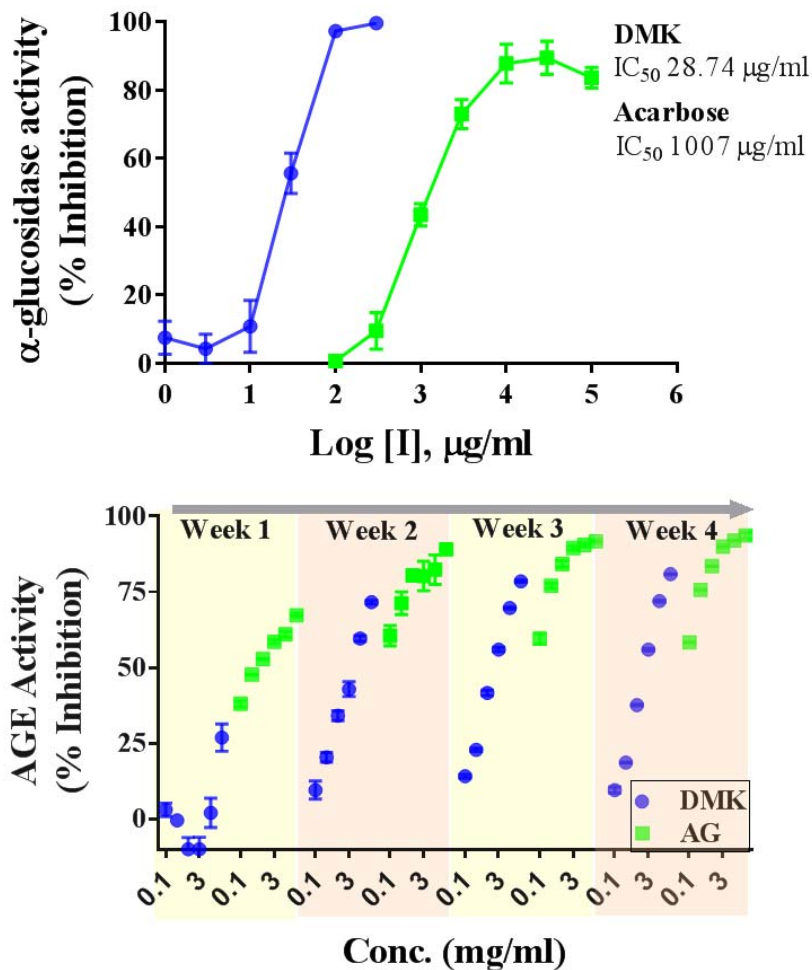 α-glucosidase activity
(% Inhibition)
100
80
60
40
20
0
0 1 2 3 4 5 6
Log [I], μg/ml
DMK
IC50 28.74 μg/ml
Acarbose
IC50 1007 μg/ml
AGE Activity
(% Inhibition)
100
75
50
25
0
Week 1 Week 2 Week 3 Week 4
DMK
AG
0.1 3 0.1 3 0.1 3 0.1 3 0.1 3 0.1 3 0.1 3 0.1 3
Conc. (mg/ml)